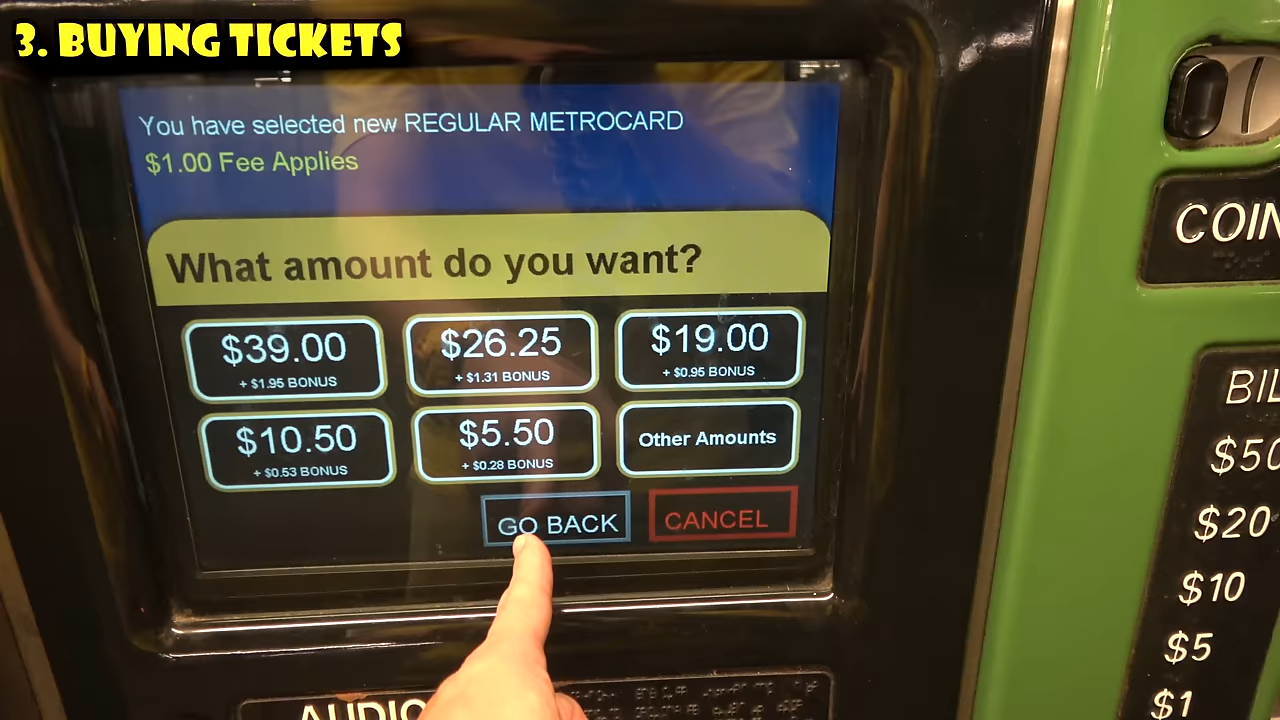 3. BUYING TICKETS
You have selected new REGULAR METROCARD
$1.00 Fee Applies
What amount do you want?
$39.00
+ $1.95 BONUS
$26.25
+ $1.31 BONUS
$19.00
+ $0.95 BONUS
$10.50
+ $0.53 BONUS
$5.50
+ $0.28 BONUS
Other Amounts
GO BACK
CANCEL
COIN
BIL
$50
$20
$10
$5
$1
AUDIO